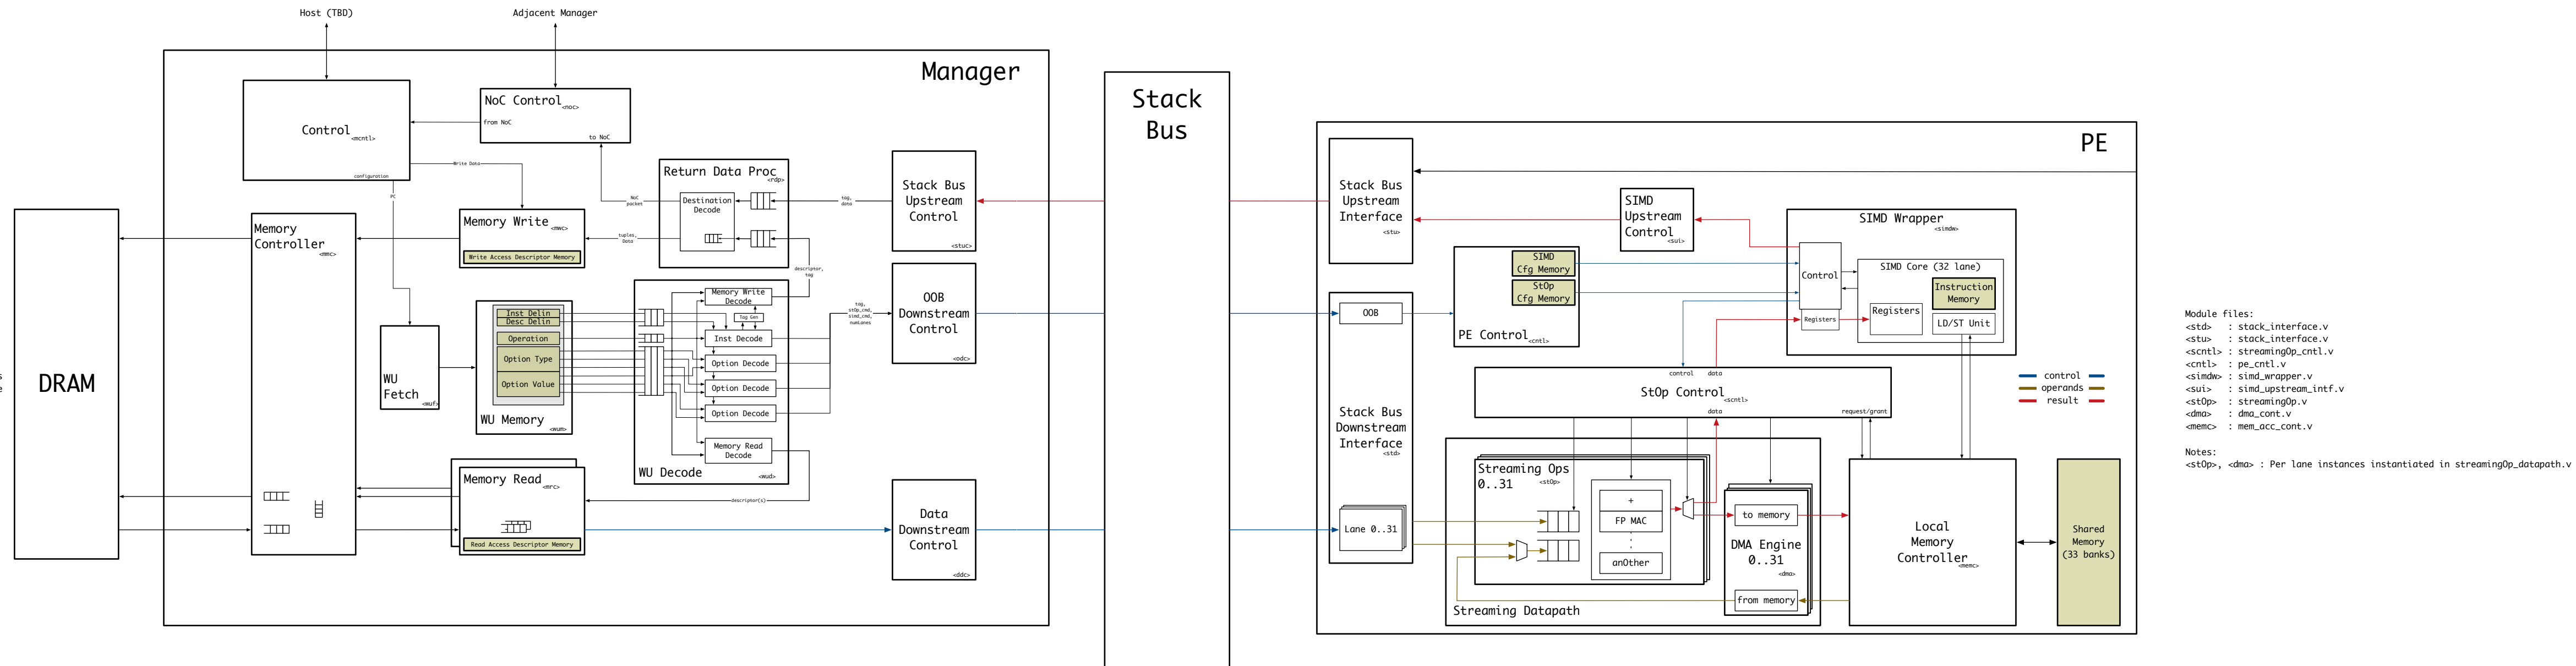 Host (TBD)
Adjacent Manager
Manager
Control
<mcntl>
configuration
NoC Control
<noc>
from NoC
to NoC
Write Data
PC
Return Data Proc
<rdp>
Destination
Decode
NoC
packet
tuples,
Data
tag,
data
descriptor,
tag
Stack Bus
Upstream
Control
<stuc>
DRAM
Memory
Controller
<mmc>
Memory Write
<mwc>
Write Access Descriptor Memory
WU
Fetch
<wuf>
Inst Delin
Desc Delin
Operation
Option Type
Option Value
WU Memory
<wum>
Memory Write
Decode
Tag Gen
Inst Decode
Option Decode
Option Decode
Option Decode
Memory Read
Decode
WU Decode
<wud>
tag,
stOp_cmd,
simd_cmd,
numLanes
OOB
Downstream
Control
<odc>
Memory Read
<mrc>
Read Access Descriptor Memory
descriptor(s)
Data
Downstream
Control
<ddc>
Stack
Bus
PE
Stack Bus
Upstream
Interface
<stu>
SIMD
Upstream
Control
<sui>
SIMD Wrapper
<simdw>
Control
Registers
SIMD Core (32 lane)
Instruction
Memory
Registers
LD/ST Unit
SIMD
Cfg Memory
StOp
Cfg Memory
PE Control
<cntl>
OOB
Stack Bus
Downstream
Interface
<std>
Lane 0..31
control
data
StOp Control
<scntl>
data
request/grant
Streaming Ops
0..31
<stOp>
+
FP MAC
anOther
Streaming Datapath
to memory
DMA Engine
0..31
<dma>
from memory
Local
Memory
Controller
<memc>
Shared
Memory
(33 banks)
control
operands
result
Module files:
<std> : stack_interface.v
<stu> : stack_interface.v
<scntl> : streamingOp_cntl.v
<cntl> : pe_cntl.v
<simdw> : simd_wrapper.v
<sui> : simd_upstream_intf.v
<stOp> : streamingOp.v
<dma> : dma_cont.v
<memc> : mem_acc_cont.v
Notes:
<stOp>, <dma> : Per lane instances instantiated in streamingOp_datapath.v